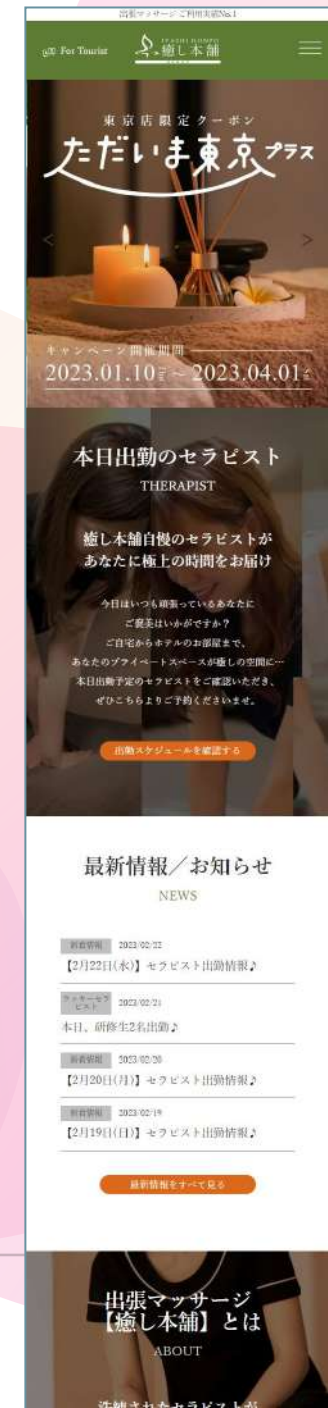 出張マッサージ ご利用実績No.1
For Tourist
IYASHI HONPO
癒し本舗
東京店限定クーポン
ただいま東京プラス
キャンペーン開催期間
2023.01.10 ～ 2023.04.01
本日出勤のセラピスト
THERAPIST
癒し本舗自慢のセラピストが
あなたに極上の時間をお届け
今日はいつも頑張っているあなたに
ご褒美はいかがですか？
ご自宅からホテルのお部屋まで、
あなたのプライベートスペースが癒しの空間に…
本日出勤予定のセラピストをご確認いただき、
ぜひこちらよりご予約くださいませ。
出勤スケジュールを確認する
最新情報／お知らせ
NEWS
新着情報 2023/02/22
【2月22日(水)】セラピスト出勤情報♪
2023/02/21
本日、研修生2名出勤♪
新着情報 2023/02/20
【2月20日(月)】セラピスト出勤情報♪
新着情報 2023/02/19
【2月19日(日)】セラピスト出勤情報♪
最新情報をすべて見る
出張マッサージ
【癒し本舗】とは
ABOUT
洗練されたセラピストが